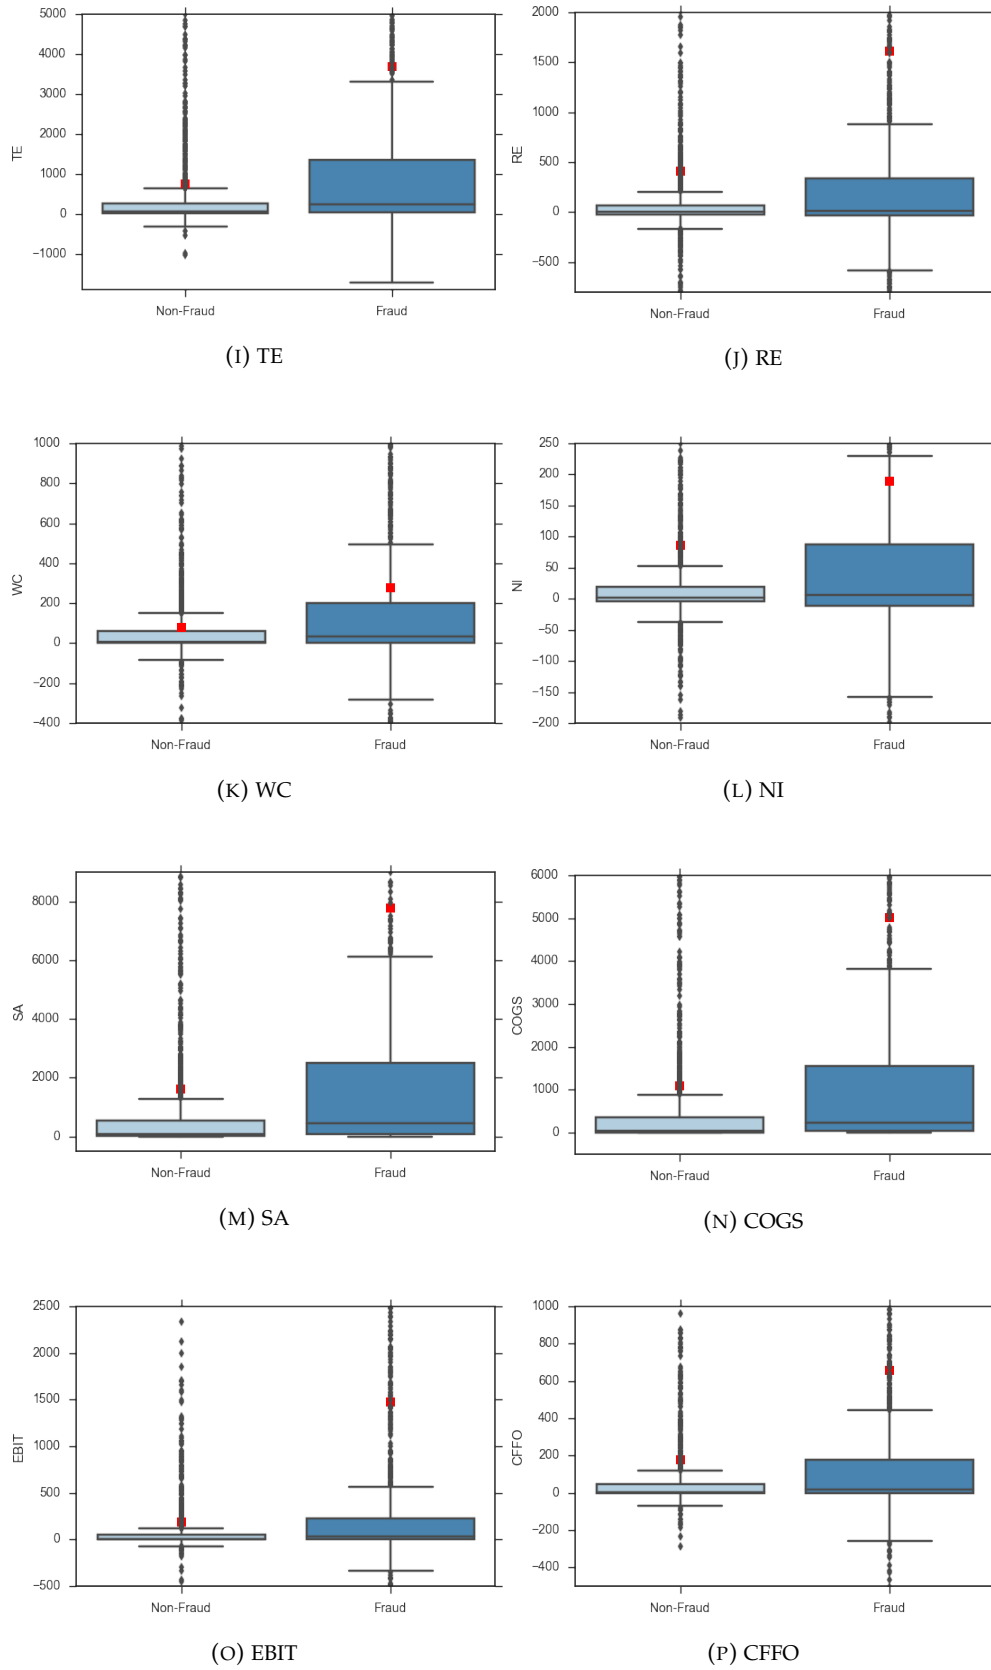 5000
4000
3000
2000
1000
0
−1000
TE
Non-Fraud
Fraud
(I) TE
2000
1500
1000
500
0
−500
RE
Non-Fraud
Fraud
(J) RE
1000
800
600
400
200
0
−200
−400
WC
Non-Fraud
Fraud
(K) WC
250
200
150
100
50
0
−50
−100
−150
−200
NI
Non-Fraud
Fraud
(L) NI
8000
6000
4000
2000
0
SA
Non-Fraud
Fraud
(M) SA
6000
5000
4000
3000
2000
1000
0
COGS
Non-Fraud
Fraud
(N) COGS
2500
2000
1500
1000
500
0
−500
EBIT
Non-Fraud
Fraud
(O) EBIT
1000
800
600
400
200
0
−200
−400
CFFO
Non-Fraud
Fraud
(P) CFFO